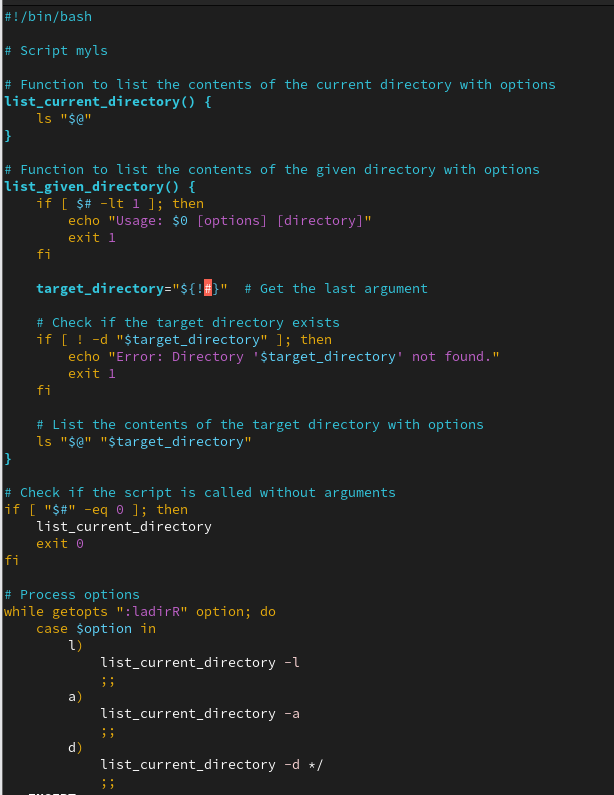 #!/bin/bash

# Script myls

# Function to list the contents of the current directory with options
list_current_directory() {
    ls "$@"
}

# Function to list the contents of the given directory with options
list_given_directory() {
    if [ $# -lt 1 ]; then
        echo "Usage: $0 [options] [directory]"
        exit 1
    fi

    target_directory="${!#}"  # Get the last argument

    # Check if the target directory exists
    if [ ! -d "$target_directory" ]; then
        echo "Error: Directory '$target_directory' not found."
        exit 1
    fi

    # List the contents of the target directory with options
    ls "$@" "$target_directory"
}

# Check if the script is called without arguments
if [ "$#" -eq 0 ]; then
    list_current_directory
    exit 0
fi

# Process options
while getopts ":ladirR" option; do
    case $option in
        l)
            list_current_directory -l
            ;;
        a)
            list_current_directory -a
            ;;
        d)
            list_current_directory -d */
            ;;